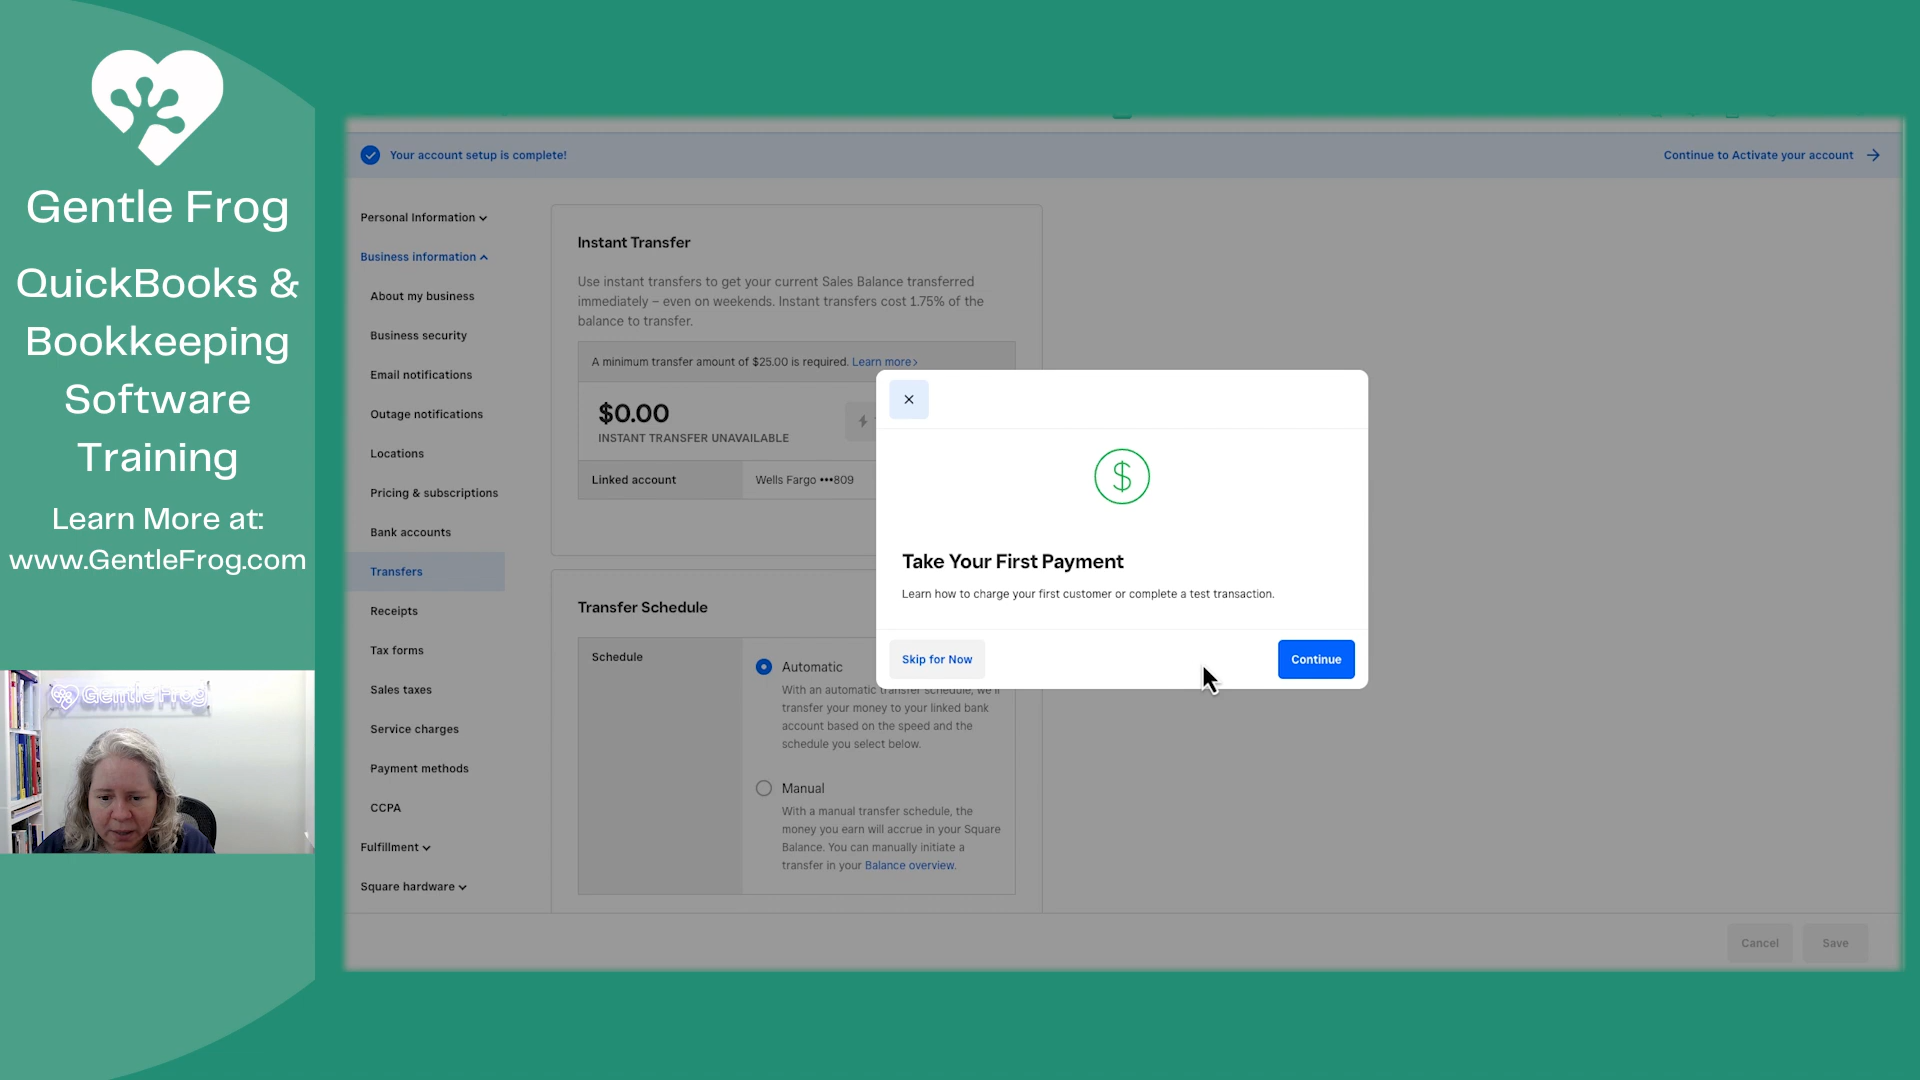 Gentle Frog
QuickBooks &
Bookkeeping
Software
Training
Learn More at:
www.GentleFrog.com
Gentle Frog
Your account setup is complete!
Continue to Activate your account
Personal Information
Business information
About my business
Business security
Email notifications
Outage notifications
Locations
Pricing & subscriptions
Bank accounts
Transfers
Receipts
Tax forms
Sales taxes
Service charges
Payment methods
CCPA
Fulfillment
Square hardware
Instant Transfer
Use instant transfers to get your current Sales Balance transferred
immediately – even on weekends. Instant transfers cost 1.75% of the
balance to transfer.
A minimum transfer amount of $25.00 is required. Learn more
$0.00
INSTANT TRANSFER UNAVAILABLE
Linked account
Wells Fargo •••809
Transfer Schedule
Schedule
Automatic
With an automatic transfer schedule, we'll
transfer your money to your linked bank
account based on the speed and the
schedule you select below.
Manual
With a manual transfer schedule, the
money you earn will accrue in your Square
Balance. You can manually initiate a
transfer in your Balance overview.
Take Your First Payment
Learn how to charge your first customer or complete a test transaction.
Skip for Now
Continue
Cancel
Save